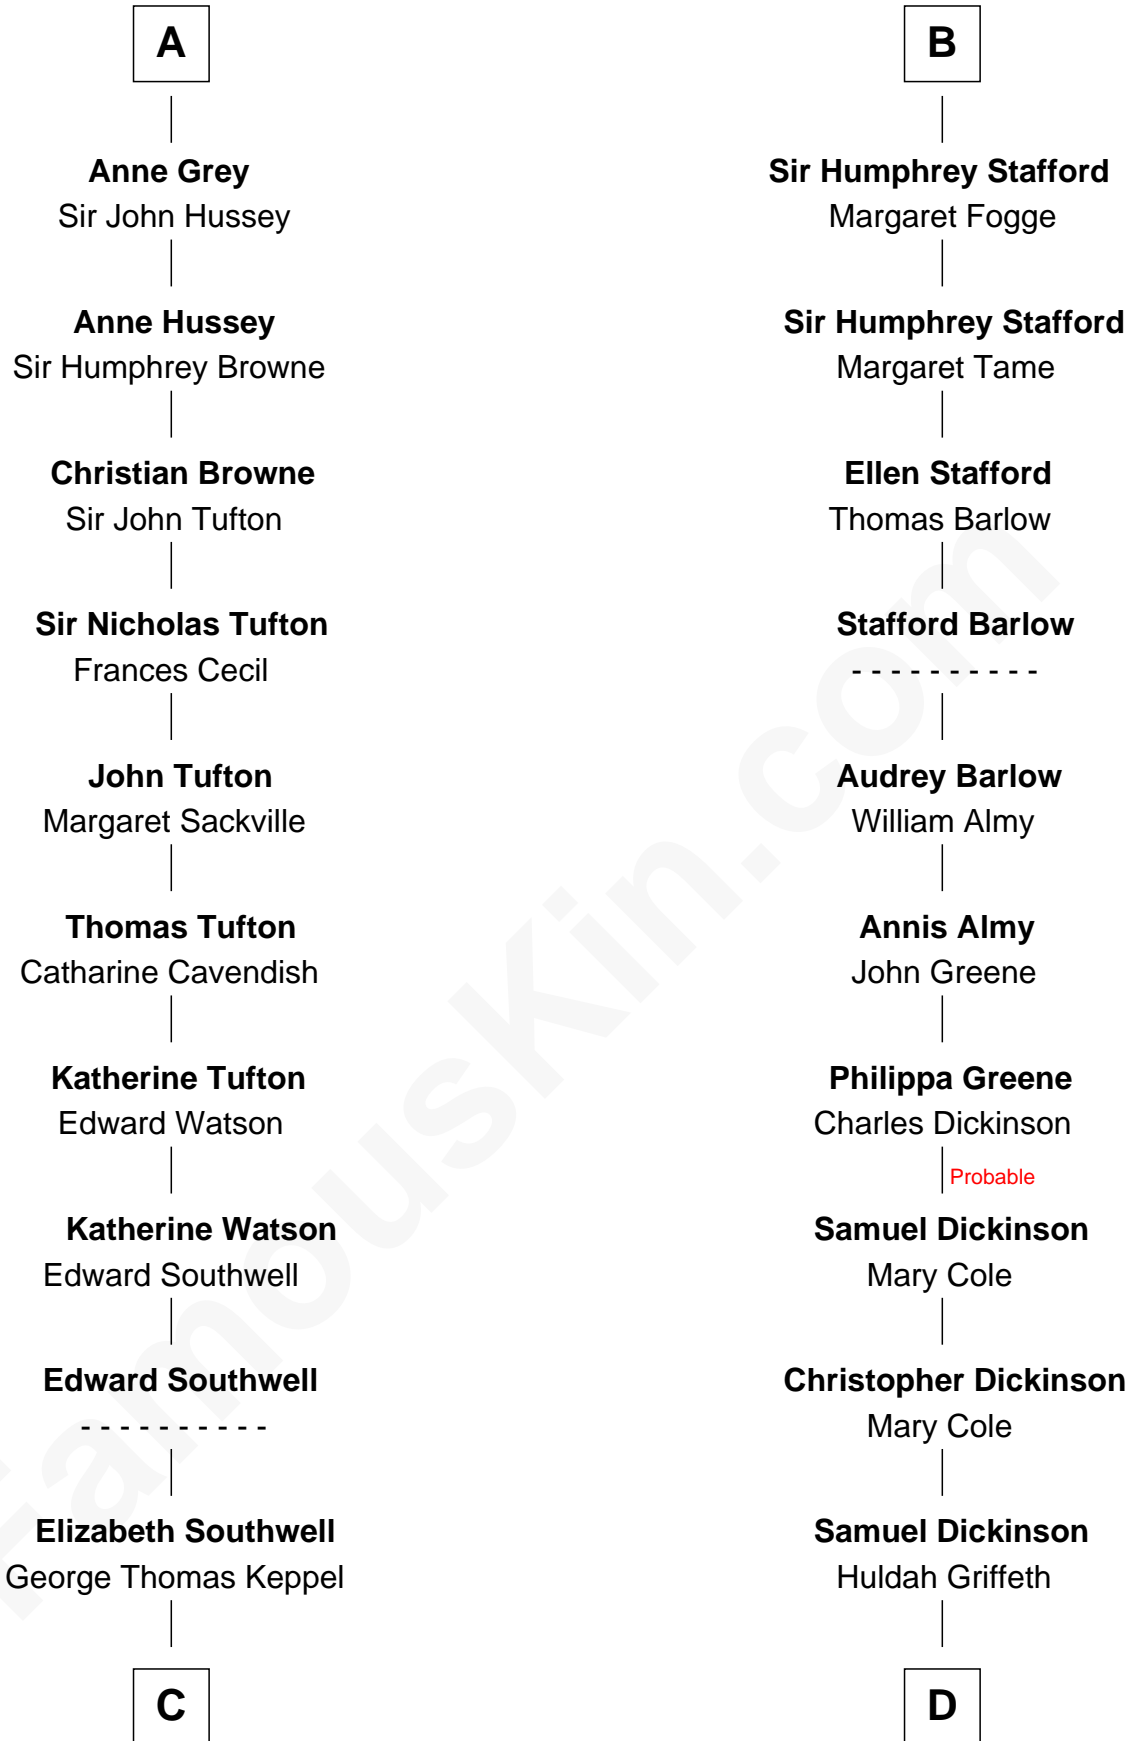 A
Anne Grey
Sir John Hussey
Anne Hussey
Sir Humphrey Browne
Christian Browne
Sir John Tufton
Sir Nicholas Tufton
Frances Cecil
John Tufton
Margaret Sackville
Thomas Tufton
Catharine Cavendish
Katherine Tufton
Edward Watson
Katherine Watson
Edward Southwell
Edward Southwell
- - - - - - - - - -
Elizabeth Southwell
George Thomas Keppel
C
B
Sir Humphrey Stafford
Margaret Fogge
Sir Humphrey Stafford
Margaret Tame
Ellen Stafford
Thomas Barlow
Stafford Barlow
- - - - - - - - - -
Audrey Barlow
William Almy
Annis Almy
John Greene
Philippa Greene
Charles Dickinson
Probable
Samuel Dickinson
Mary Cole
Christopher Dickinson
Mary Cole
Samuel Dickinson
Huldah Griffeth
D
FamousKin.com